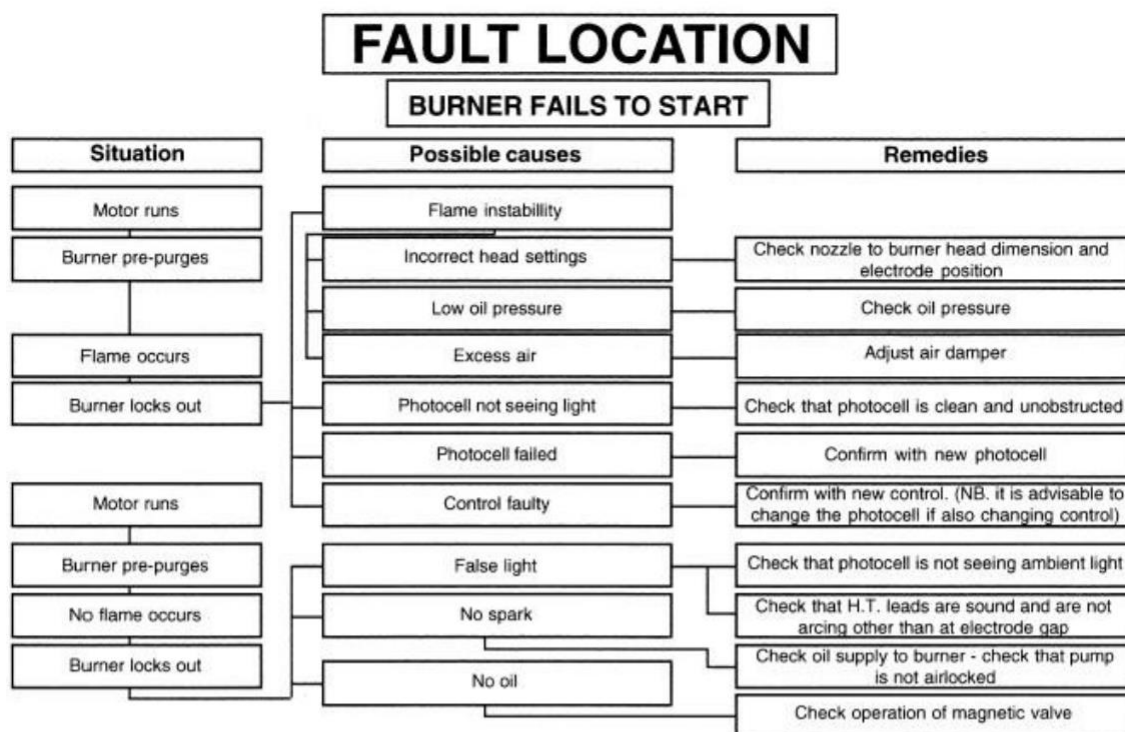 FAULT LOCATION
BURNER FAILS TO START
Situation
Possible causes
Remedies
Motor runs
Flame instabillity
Burner pre-purges
Incorrect head settings
Check nozzle to burner head dimension and
electrode position
Low oil pressure
Check oil pressure
Flame occurs
Excess air
Adjust air damper
Burner locks out
Photocell not seeing light
Check that photocell is clean and unobstructed
Photocell failed
Confirm with new photocell
Motor runs
Control faulty
Confirm with new control. (NB. it is advisable to
change the photocell if also changing control)
Burner pre-purges
False light
Check that photocell is not seeing ambient light
No flame occurs
No spark
Check that H.T. leads are sound and are not
arcing other than at electrode gap
Burner locks out
No oil
Check oil supply to burner - check that pump
is not airlocked
Check operation of magnetic valve